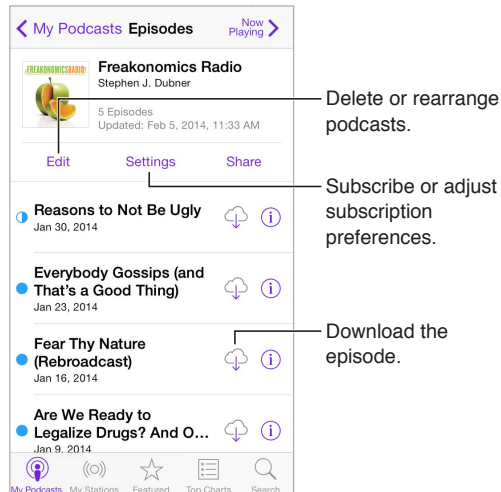 My Podcasts Episodes Now Playing
FREAKONOMICSRADIO
Freakonomics Radio
Stephen J. Dubner
5 Episodes
Updated: Feb 5, 2014, 11:33 AM
Delete or rearrange
podcasts.
Edit Settings Share
Subscribe or adjust
subscription
preferences.
Reasons to Not Be Ugly
Jan 30, 2014
Everybody Gossips (and
That's a Good Thing)
Jan 23, 2014
Fear Thy Nature
(Rebroadcast)
Jan 16, 2014
Download the
episode.
Are We Ready to
Legalize Drugs? And O...
Jan 9, 2014
My Podcasts My Stations Featured Top Charts Search